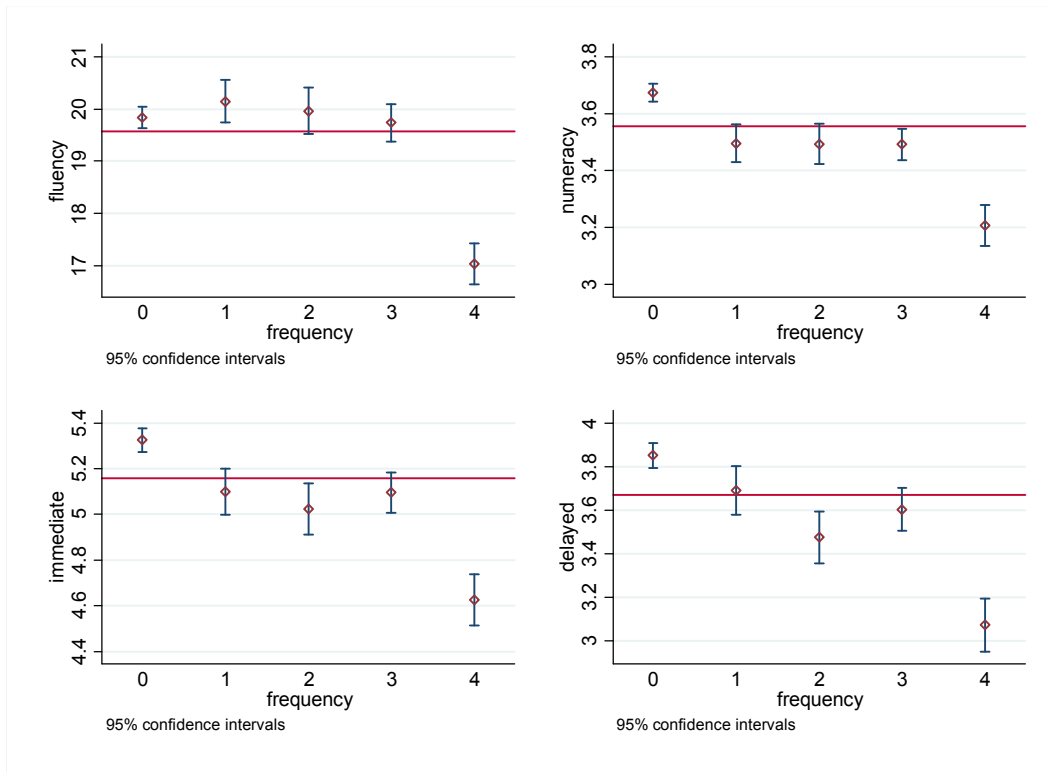 21
20
19
18
17
fluency
0 1 2 3 4
frequency
95% confidence intervals
3.8
3.6
3.4
3.2
3
numeracy
0 1 2 3 4
frequency
95% confidence intervals
5.4
5.2
5
4.8
4.6
4.4
immediate
0 1 2 3 4
frequency
95% confidence intervals
4
3.8
3.6
3.4
3.2
3
delayed
0 1 2 3 4
frequency
95% confidence intervals